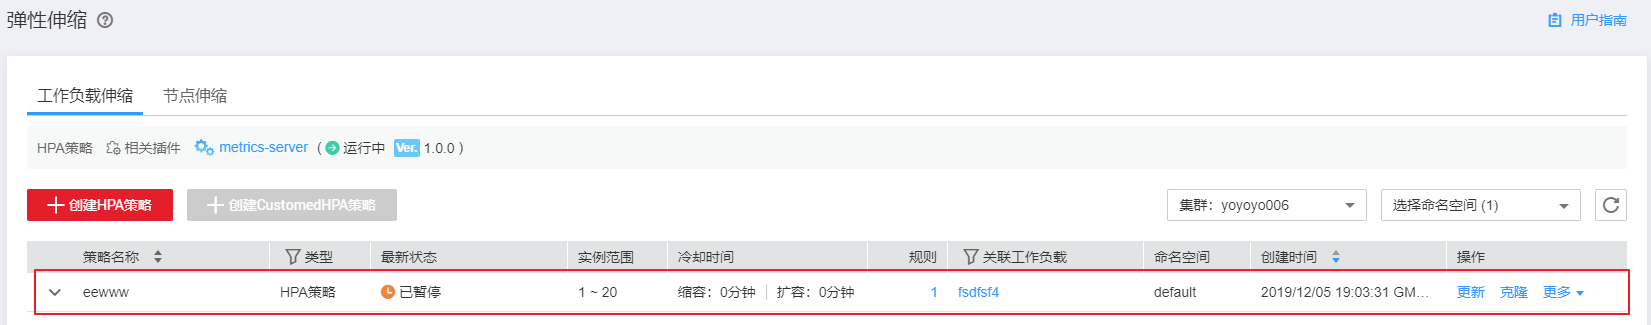 弹性伸缩
用户指南
工作负载伸缩 节点伸缩
HPA策略 相关插件 metrics-server ( 运行中 Ver. 1.0.0 )
创建HPA策略 创建CustomedHPA策略 集群：yoyoyo006 选择命名空间 (1)
策略名称 类型 最新状态 实例范围 冷却时间 规则 关联工作负载 命名空间 创建时间 操作
eewww HPA策略 已暂停 1 ~ 20 缩容：0分钟 扩容：0分钟 1 fsdfsf4 default 2019/12/05 19:03:31 GM... 更新 克隆 更多